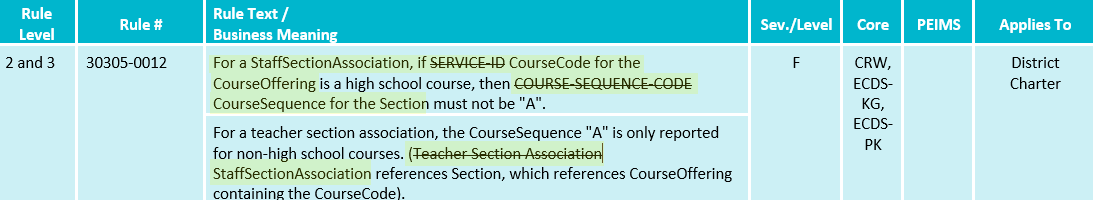 Rule Level
Rule #
Rule Text /
Business Meaning
Sev./Level
Core
PEIMS
Applies To
2 and 3
30305-0012
For a StaffSectionAssociation, if SERVICE-ID CourseCode for the
CourseOffering is a high school course, then COURSE-SEQUENCE-CODE
CourseSequence for the Section must not be "A".
For a teacher section association, the CourseSequence "A" is only reported
for non-high school courses. (Teacher Section Association
StaffSectionAssociation references Section, which references CourseOffering
containing the CourseCode).
F
CRW,
ECDS-
KG,
ECDS-
PK
District
Charter